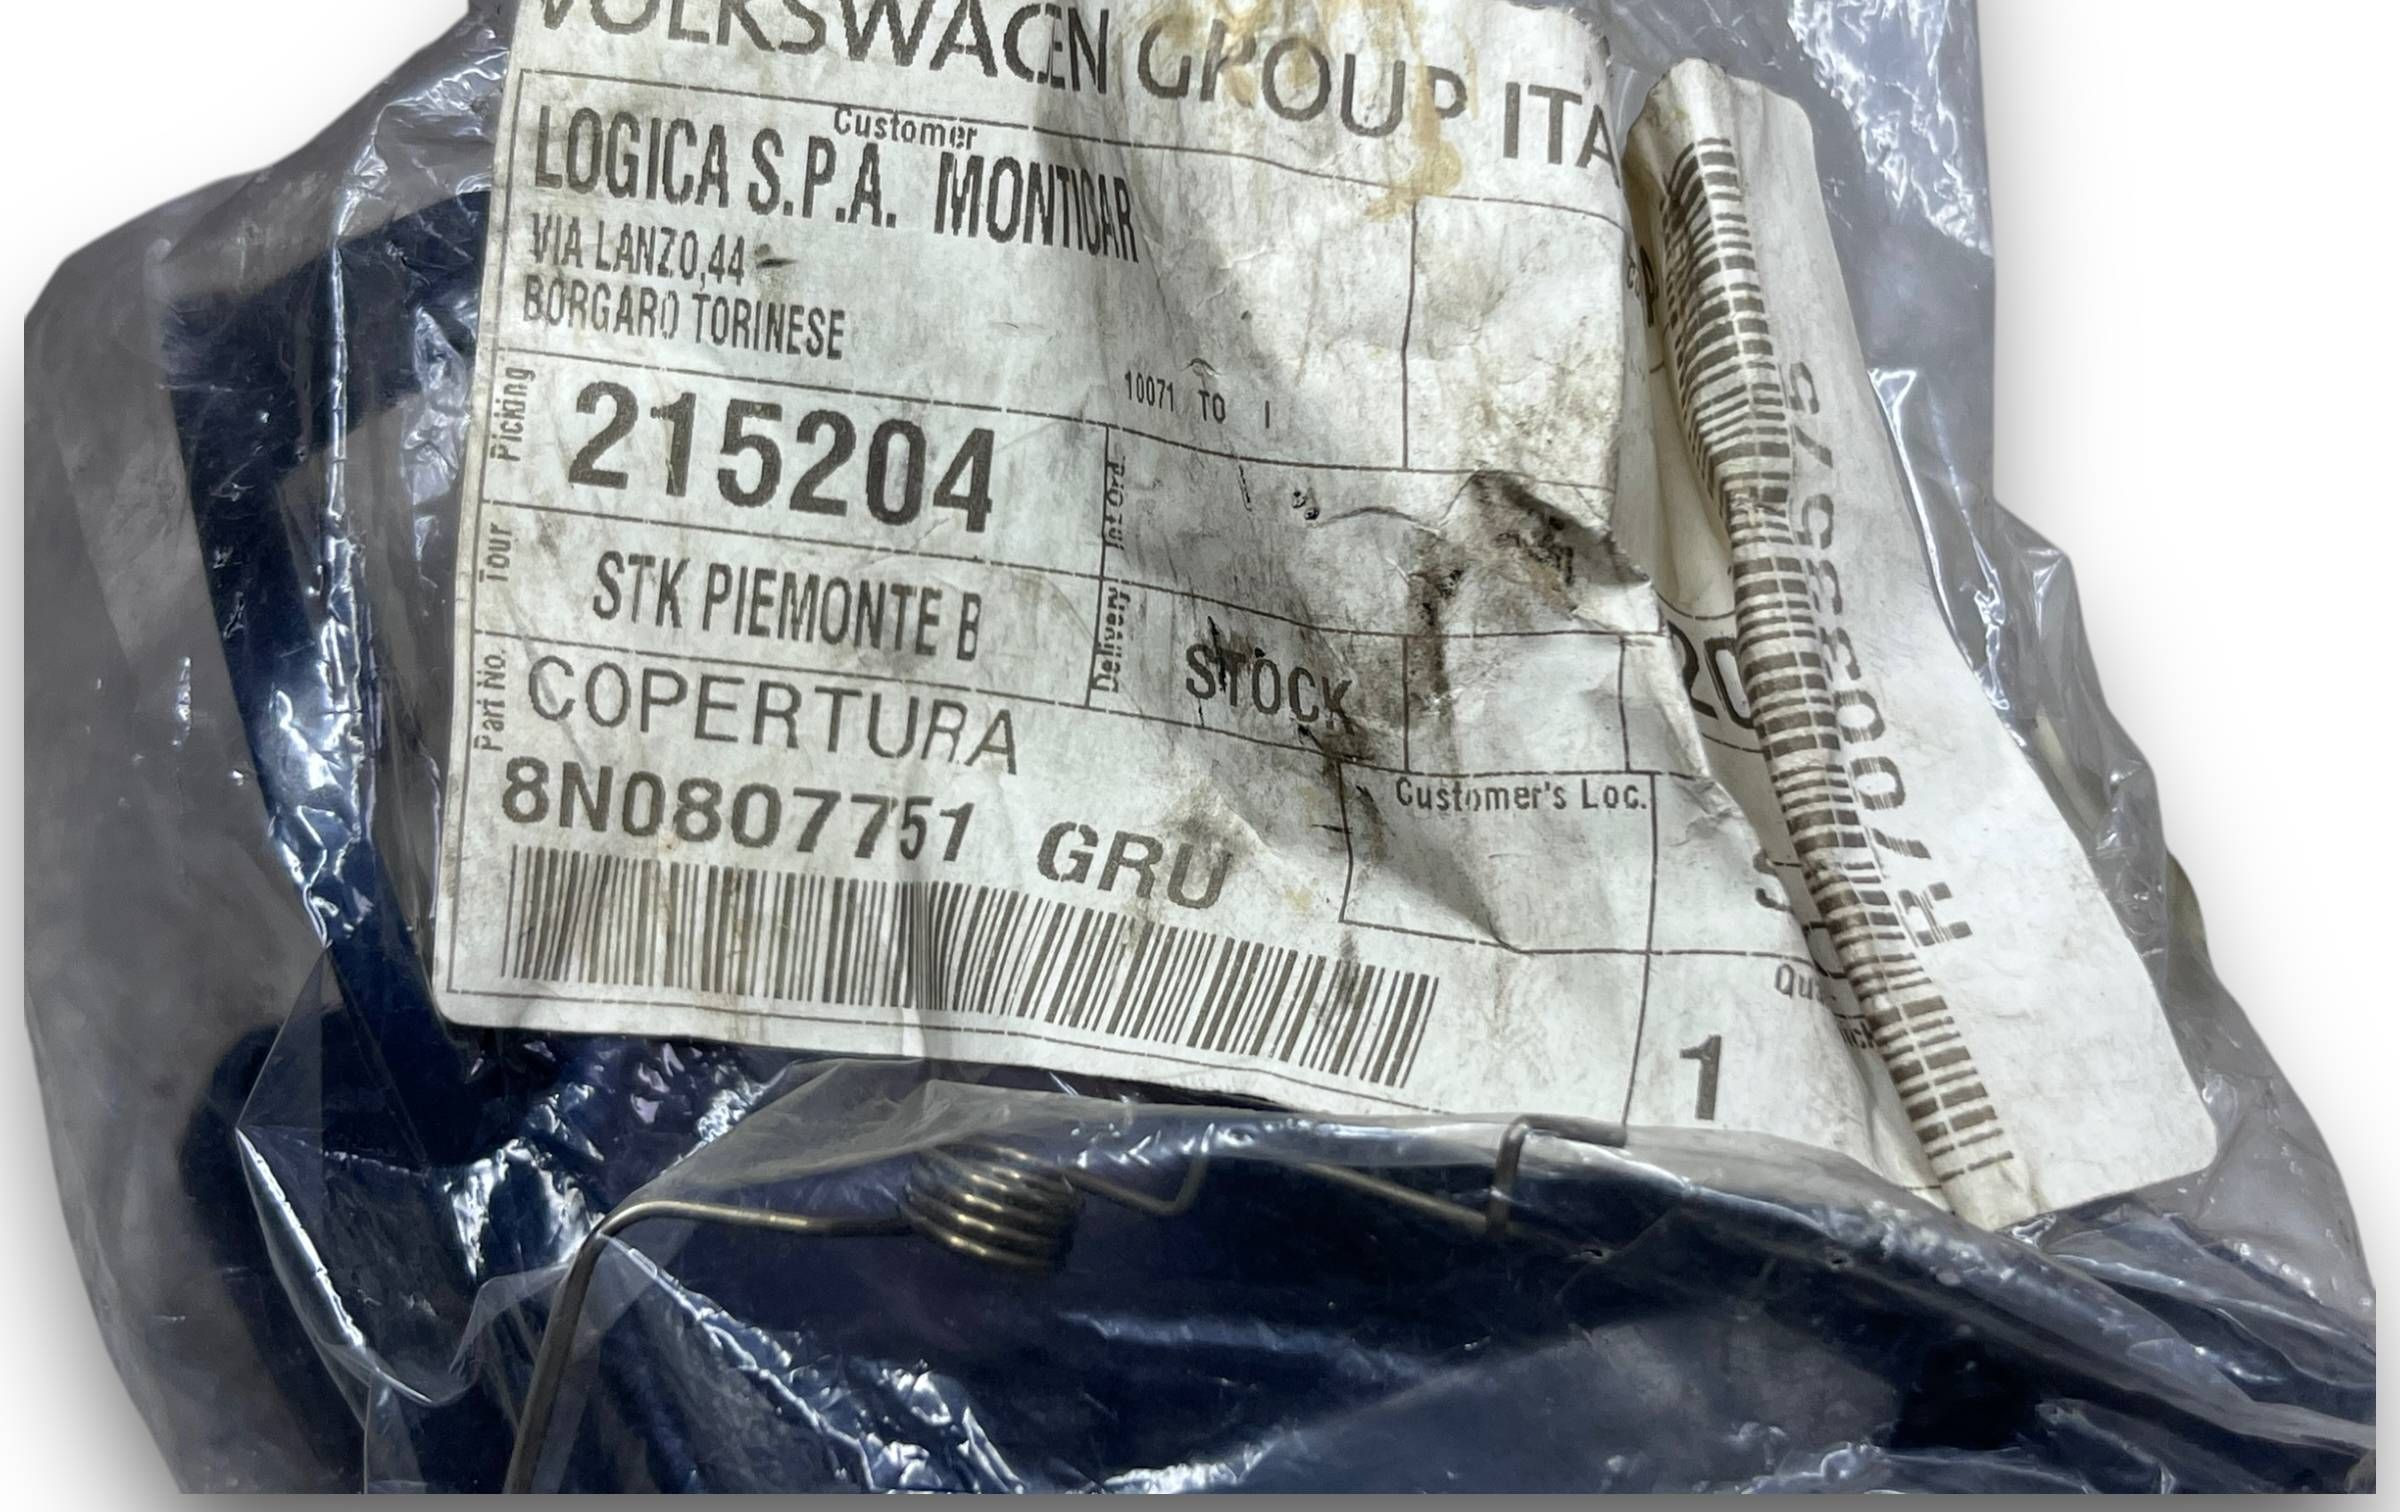 VOLKSWAGEN GROUP ITA
Customer
LOGICA S.P.A. MONTICAR
VIA LANZO,44
BORGARO TORINESE
10071 TO I
Picking
215204
Tour
STK PIEMONTE B
Delivery
STOCK
Part No.
COPERTURA
8N0807751 GRU
Customer's Loc.
1